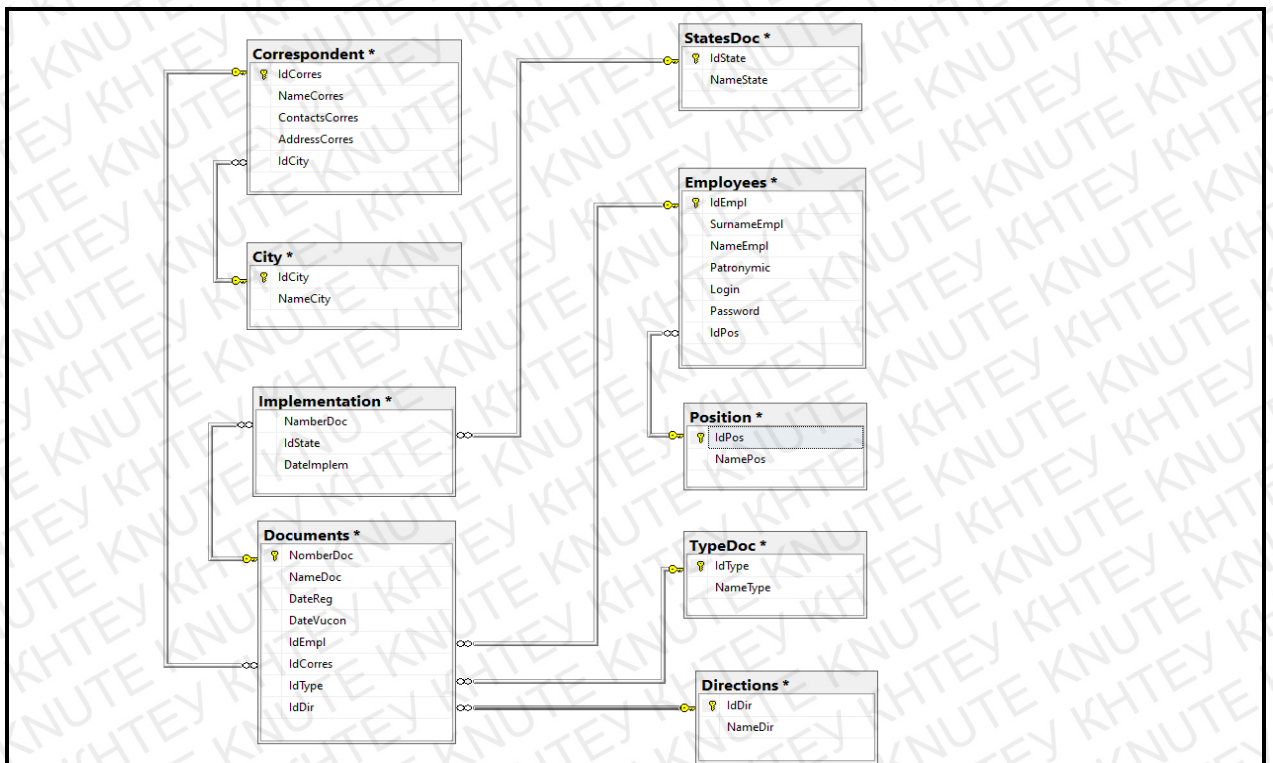 Correspondent *
IdCorres
NameCorres
ContactsCorres
AddressCorres
IdCity
City *
IdCity
NameCity
Implementation *
NamberDoc
IdState
DateImplem
Documents *
NomberDoc
NameDoc
DateReg
DateVucon
IdEmpl
IdCorres
IdType
IdDir
StatesDoc *
IdState
NameState
Employees *
IdEmpl
SurnameEmpl
NameEmpl
Patronymic
Login
Password
IdPos
Position *
IdPos
NamePos
TypeDoc *
IdType
NameType
Directions *
IdDir
NameDir